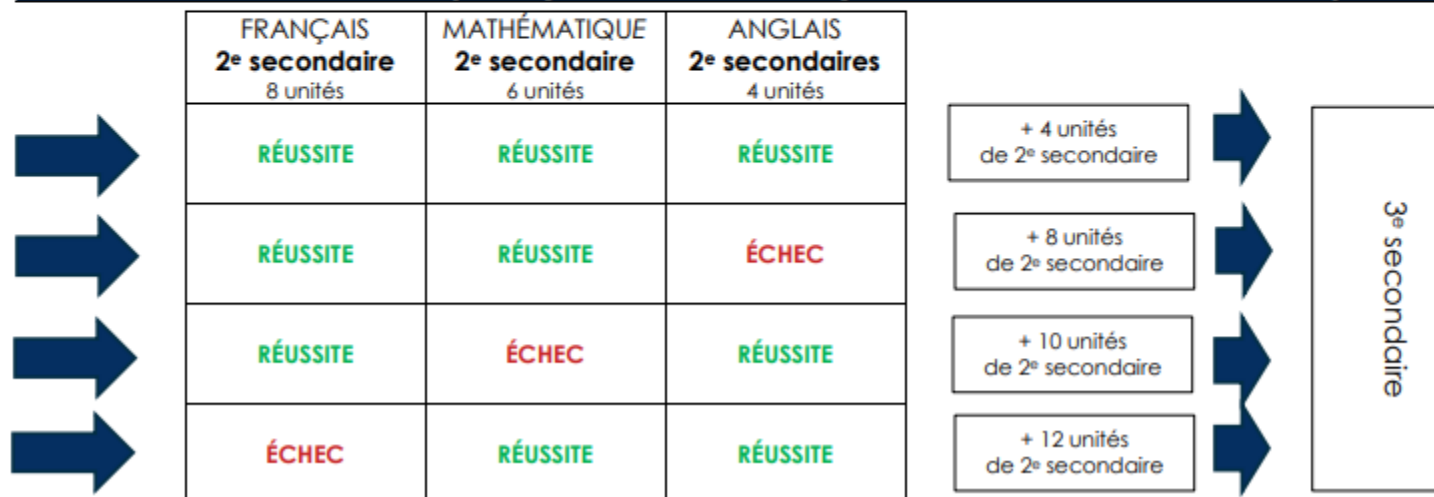 FRANÇAIS
2e secondaire
8 unités
MATHÉMATIQUE
2e secondaire
6 unités
ANGLAIS
2e secondaires
4 unités
RÉUSSITE
RÉUSSITE
RÉUSSITE
+ 4 unités
de 2e secondaire
RÉUSSITE
RÉUSSITE
ÉCHEC
+ 8 unités
de 2e secondaire
RÉUSSITE
ÉCHEC
RÉUSSITE
+ 10 unités
de 2e secondaire
ÉCHEC
RÉUSSITE
RÉUSSITE
+ 12 unités
de 2e secondaire
3e secondaire